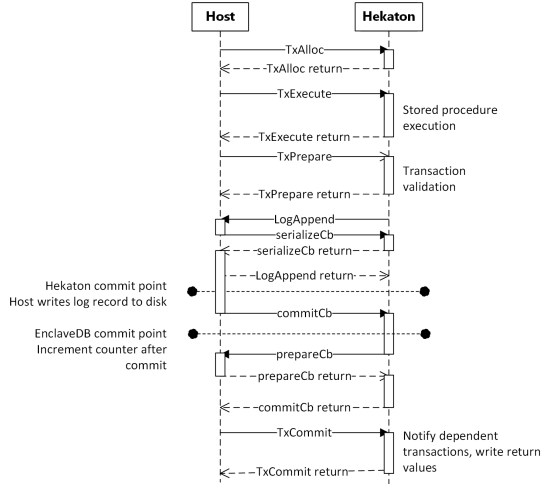 Host
Hekaton
TxAlloc
TxAlloc return
TxExecute
Stored procedure
execution
TxExecute return
TxPrepare
Transaction
validation
TxPrepare return
LogAppend
serializeCb
serializeCb return
LogAppend return
Hekaton commit point
Host writes log record to disk
commitCb
EnclaveDB commit point
Increment counter after
commit
prepareCb
prepareCb return
commitCb return
TxCommit
Notify dependent
transactions, write return
values
TxCommit return